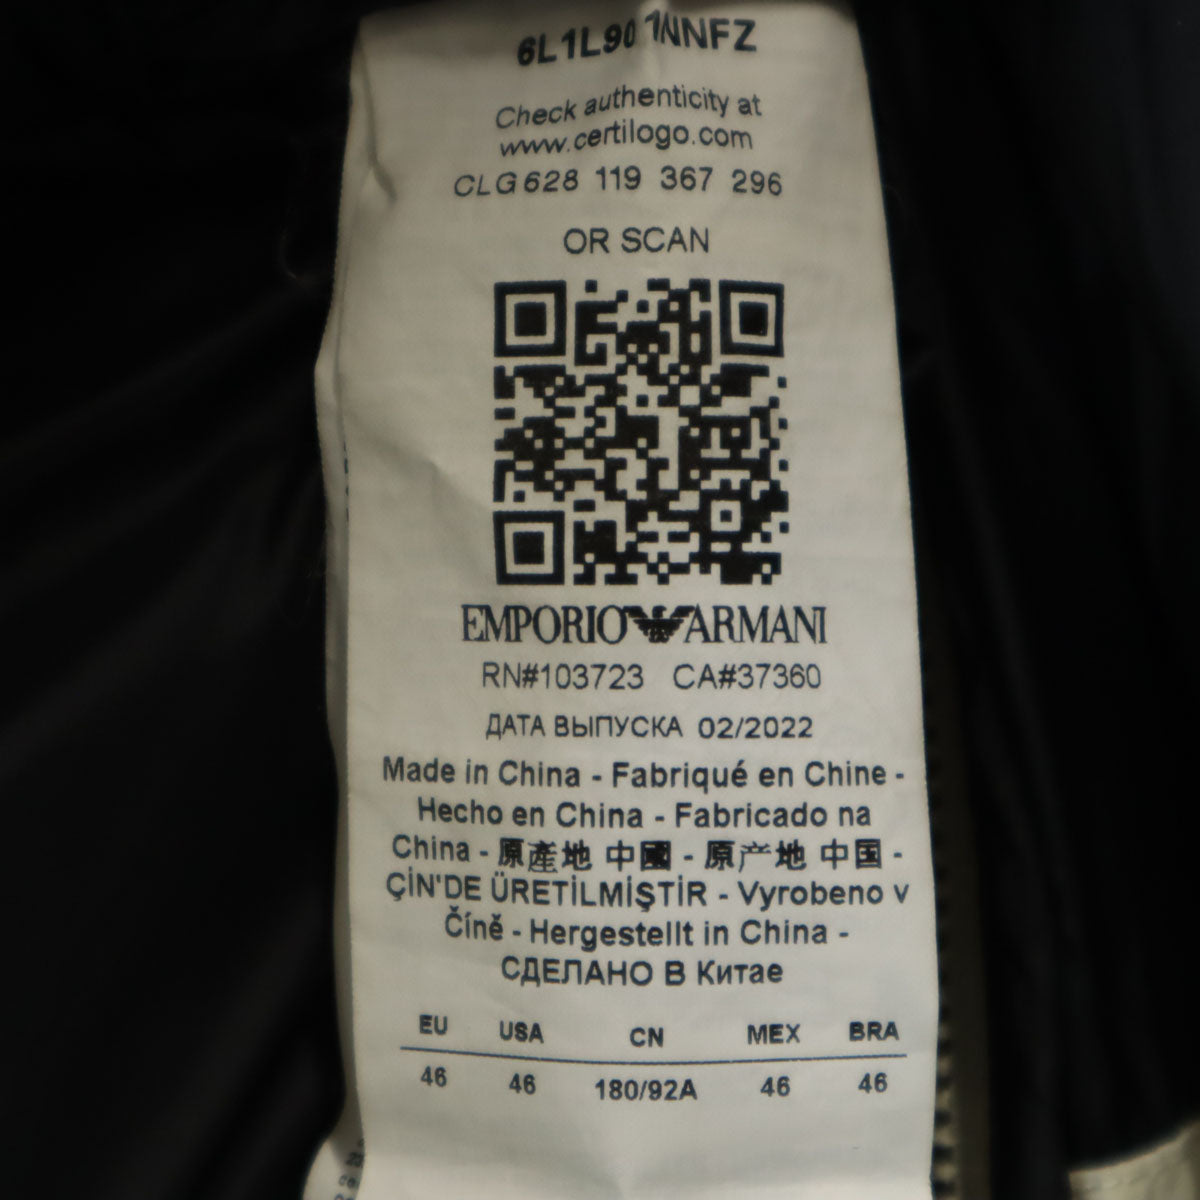 6L1L90 1NNFZ
Check authenticity at
www.certilogo.com
CLG 628 119 367 296
OR SCAN
EMPORIO ARMANI
RN#103723 CA#37360
ДАТА ВЫПУСКА 02/2022
Made in China - Fabriqué en Chine -
Hecho en China - Fabricado na
China - 原產地 中國 - 原产地 中国 -
ÇİN'DE ÜRETİLMİŞTİR - Vyrobeno v
Číně - Hergestellt in China -
СДЕЛАНО В Китае
EU USA CN MEX BRA
46 46 180/92A 46 46